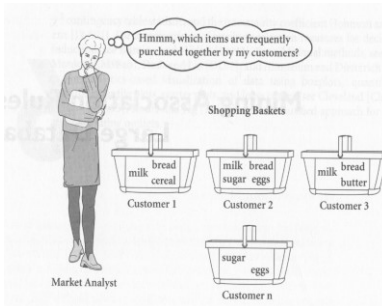 Hmmm, which items are frequently
purchased together by my customers?
Shopping Baskets
milk bread
cereal
Customer 1
milk bread
sugar eggs
Customer 2
milk bread
butter
Customer 3
sugar
eggs
Customer n
Market Analyst